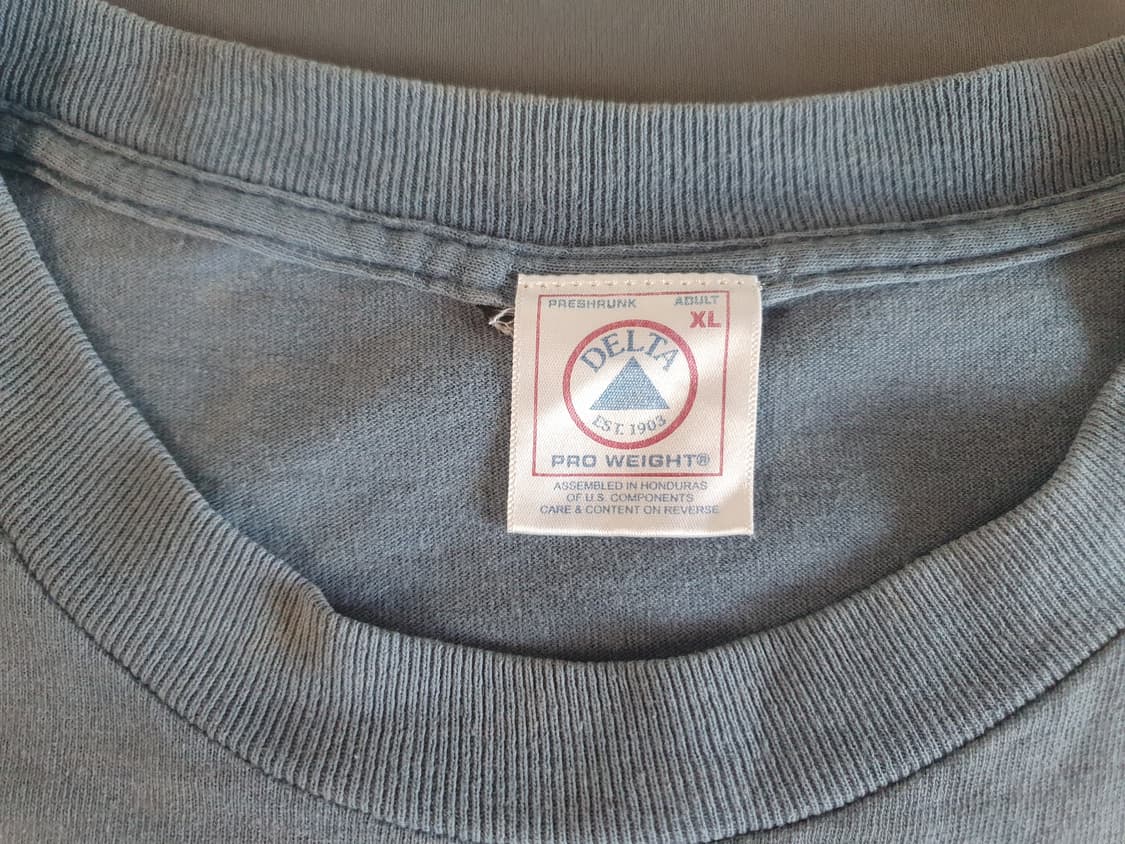 PRESHRUNK ADULT
XL
DELTA
EST. 1903
PRO WEIGHT®
ASSEMBLED IN HONDURAS
OF U.S. COMPONENTS
CARE & CONTENT ON REVERSE